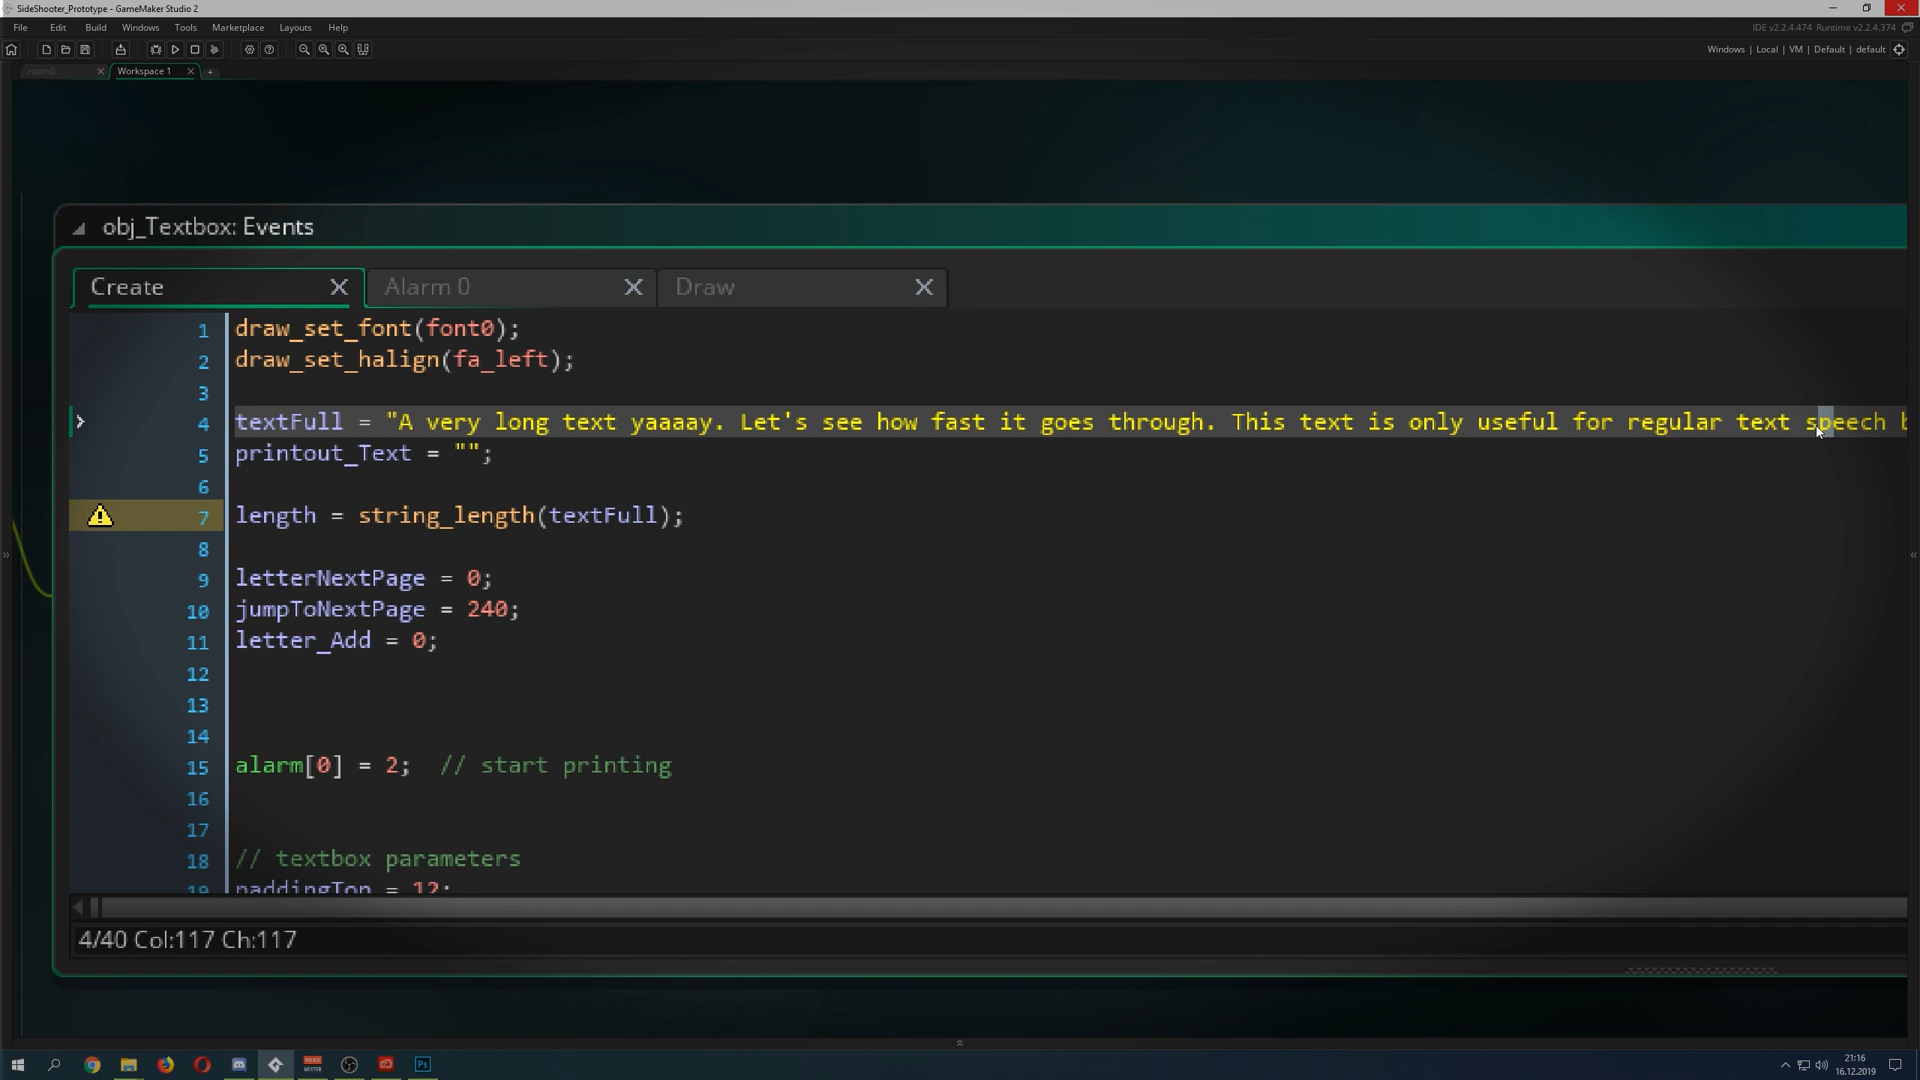 SideShooter_Prototype - GameMaker Studio 2
File Edit Build Windows Tools Marketplace Layouts Help
IDE v2.2.4.474 Runtime v2.2.4.374
Windows | Local | VM | Default | default
room0
Workspace 1
obj_Textbox: Events
Create
Alarm 0
Draw
1 draw_set_font(font0);
2 draw_set_halign(fa_left);
3
4 textFull = "A very long text yaaaay. Let's see how fast it goes through. This text is only useful for regular text speech b
5 printout_Text = "";
6
7 length = string_length(textFull);
8
9 letterNextPage = 0;
10 jumpToNextPage = 240;
11 letter_Add = 0;
12
13
14
15 alarm[0] = 2; // start printing
16
17
18 // textbox parameters
19 paddingTop = 12;
4/40 Col:117 Ch:117
Ps
21:16
16.12.2019